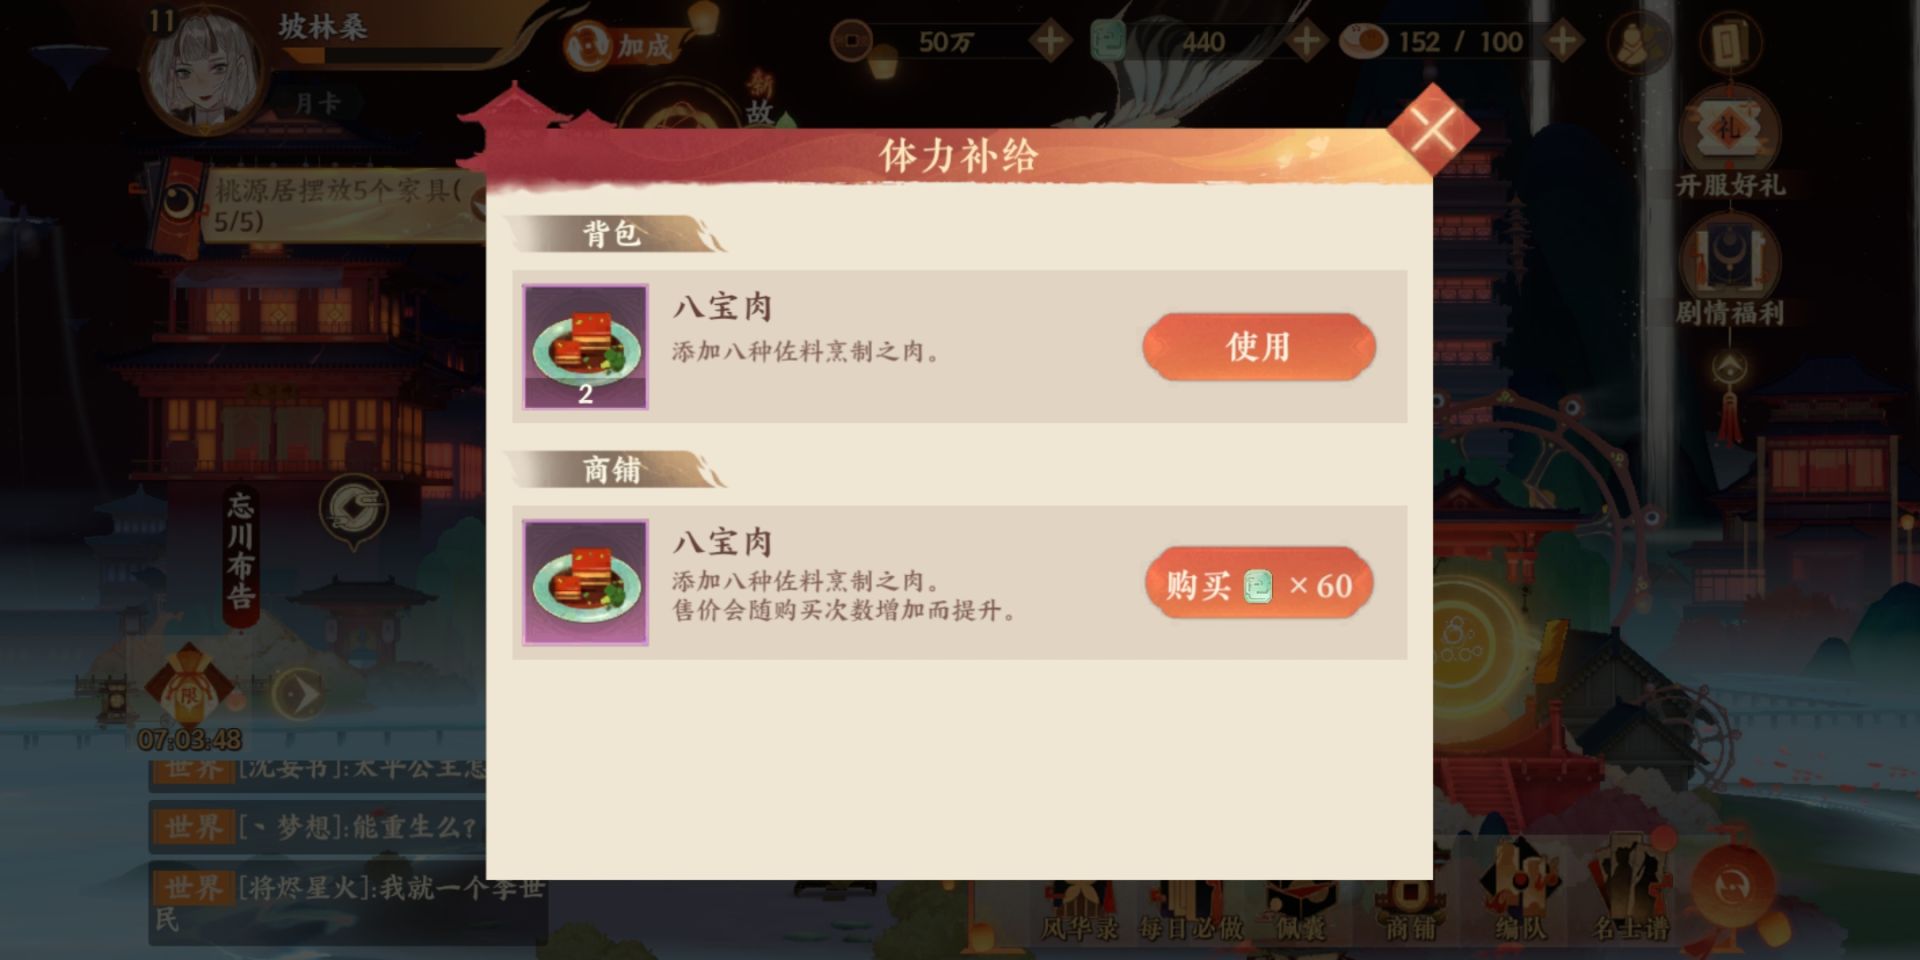 11
坡林桑
加成
50万
440
152 / 100
月卡
新
故
礼
开服好礼
剧情福利
桃源居摆放5个家具(
5/5)
体力补给
背包
八宝肉
添加八种佐料烹制之肉。
2
使用
商铺
八宝肉
添加八种佐料烹制之肉。
售价会随购买次数增加而提升。
购买 × 60
忘川布告
限
07:03:48
世界 [沈妄书]:太平公主怎
世界 [丶梦想]:能重生么?
世界 [将烬星火]:我就一个李世
民
风华录
每日必做
佩囊
商铺
编队
名士谱